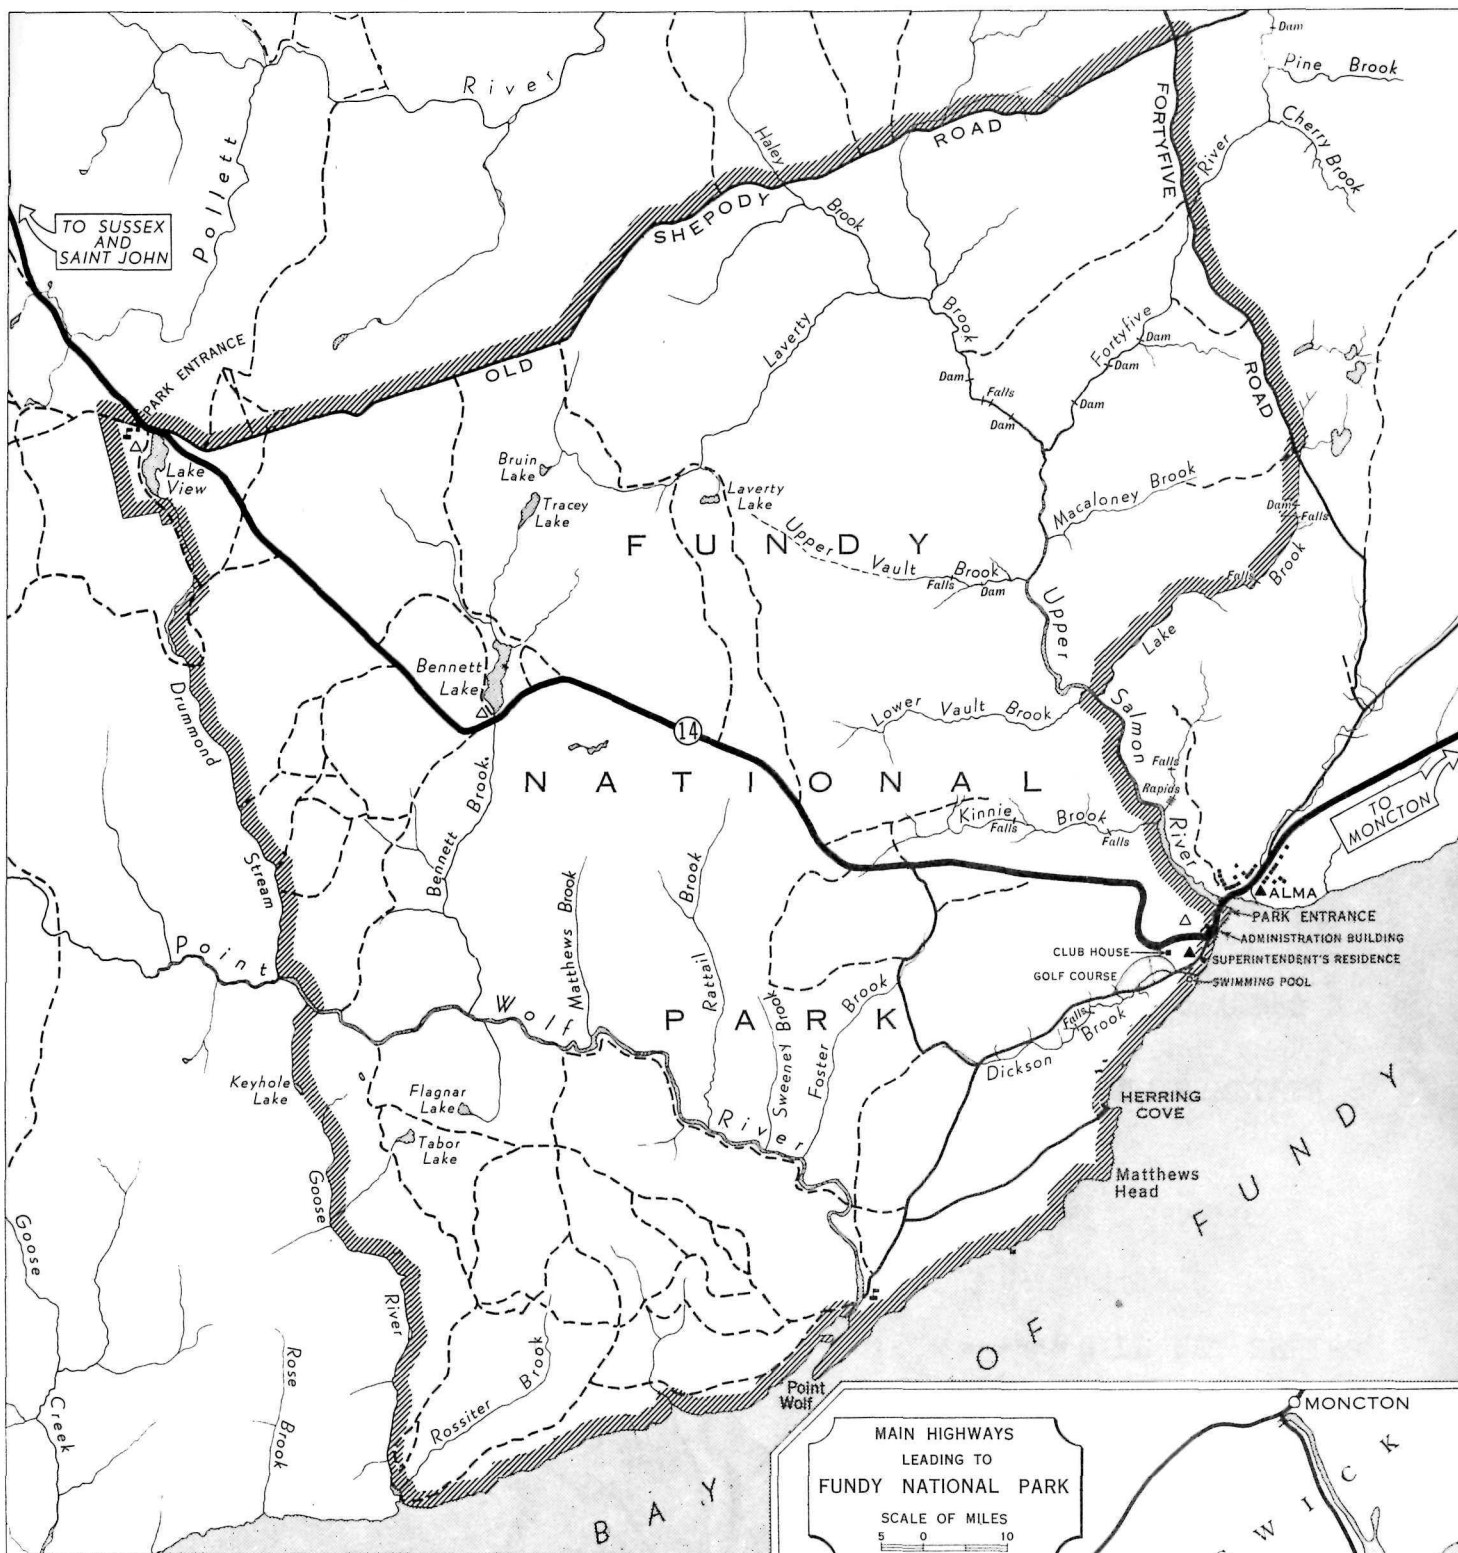 Dam
Pine Brook
River
Pollett
Haley
Brook
ROAD
FORTYFIVE
River
Cherry Brook
TO SUSSEX
AND
SAINT JOHN
SHEPODY
PARK ENTRANCE
OLD
Laverty
Brook
Fortyfive
Dam
Dam
Dam
Falls
Dam
Dam
ROAD
Lake
View
Bruin
Lake
Tracey
Lake
Laverty
Lake
Macaloney Brook
Dam
Falls
FUNDY
Upper
Vault
Brook
Falls
Dam
Falls
Brook
Lake
Upper
Salmon
River
Bennett
Lake
Drummond
Stream
14
Lower Vault Brook
Falls
Rapids
NATIONAL
TO
MONCTON
Kinnie
Falls
Brook
Falls
Bennett
Brook
Matthews Brook
Rattail
Brook
ALMA
PARK ENTRANCE
ADMINISTRATION BUILDING
CLUB HOUSE
SUPERINTENDENT'S RESIDENCE
GOLF COURSE
SWIMMING POOL
Point
Wolf
River
PARK
Sweeney Brook
Foster
Brook
Falls
Dickson
Brook
Keyhole
Lake
Flagnar
Lake
Tabor
Lake
HERRING
COVE
Matthews
Head
Goose
River
Goose
Creek
Rose
Brook
Rossiter
Brook
Point
Wolf
BAY
OF
FUNDY
MAIN HIGHWAYS
LEADING TO
FUNDY NATIONAL PARK
SCALE OF MILES
5 0 10
MONCTON
WICK